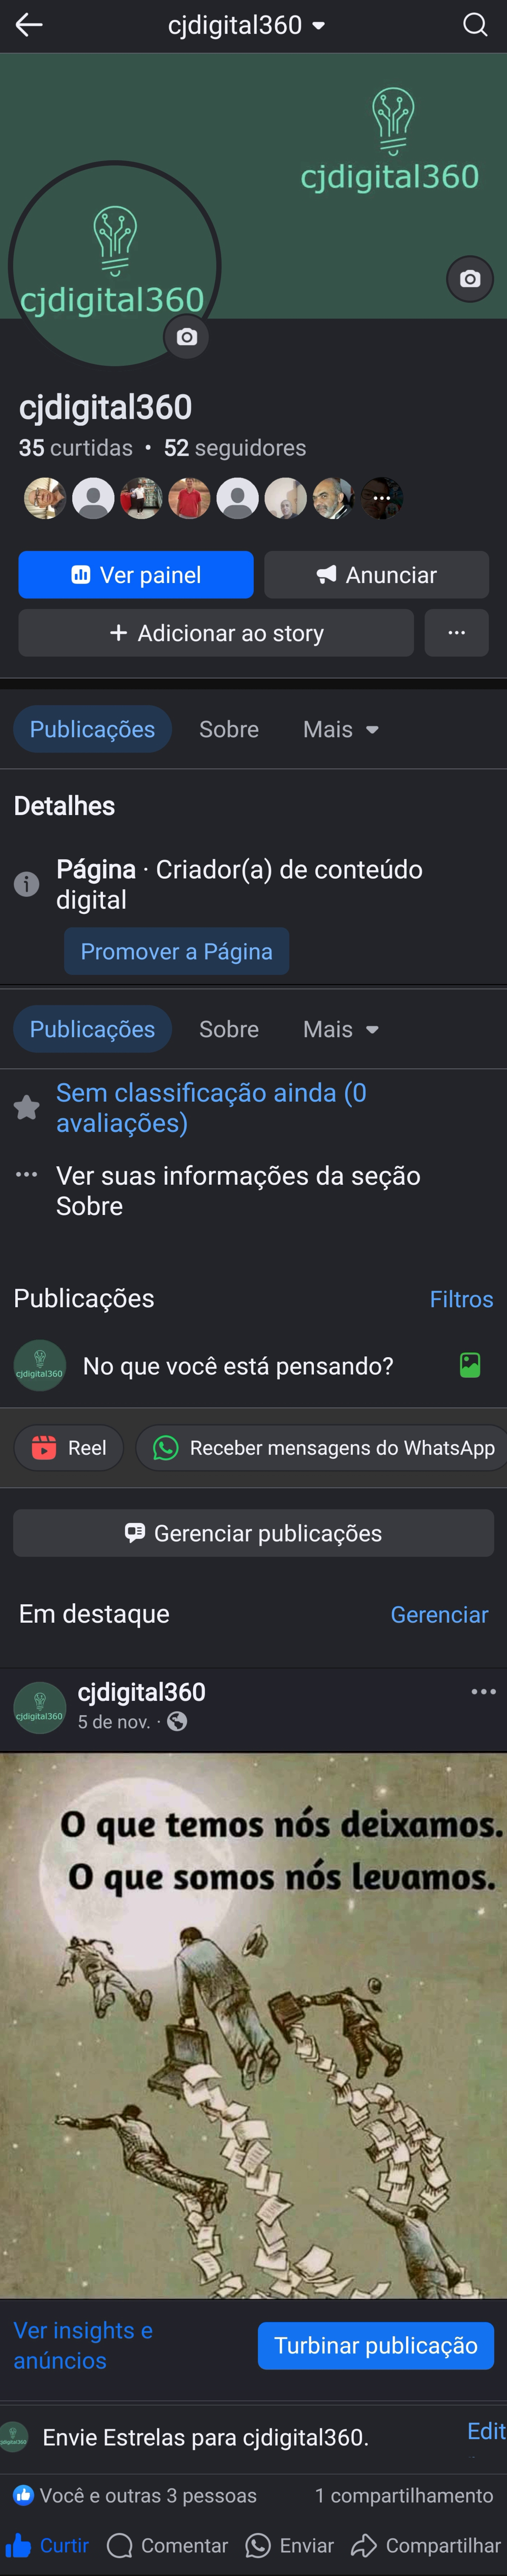 cjdigital360
cjdigital360
cjdigital360
cjdigital360
35 curtidas • 52 seguidores
...
Ver painel
Anunciar
+ Adicionar ao story
...
Publicações
Sobre
Mais
Detalhes
Página · Criador(a) de conteúdo
digital
Promover a Página
Publicações
Sobre
Mais
Sem classificação ainda (0
avaliações)
Ver suas informações da seção
Sobre
Publicações
Filtros
cjdigital360
No que você está pensando?
Reel
Receber mensagens do WhatsApp
Gerenciar publicações
Em destaque
Gerenciar
cjdigital360
cjdigital360
5 de nov. ·
O que temos nós deixamos.
O que somos nós levamos.
Ver insights e
anúncios
Turbinar publicação
Envie Estrelas para cjdigital360.
Edit
Você e outras 3 pessoas
1 compartilhamento
Curtir
Comentar
Enviar
Compartilhar